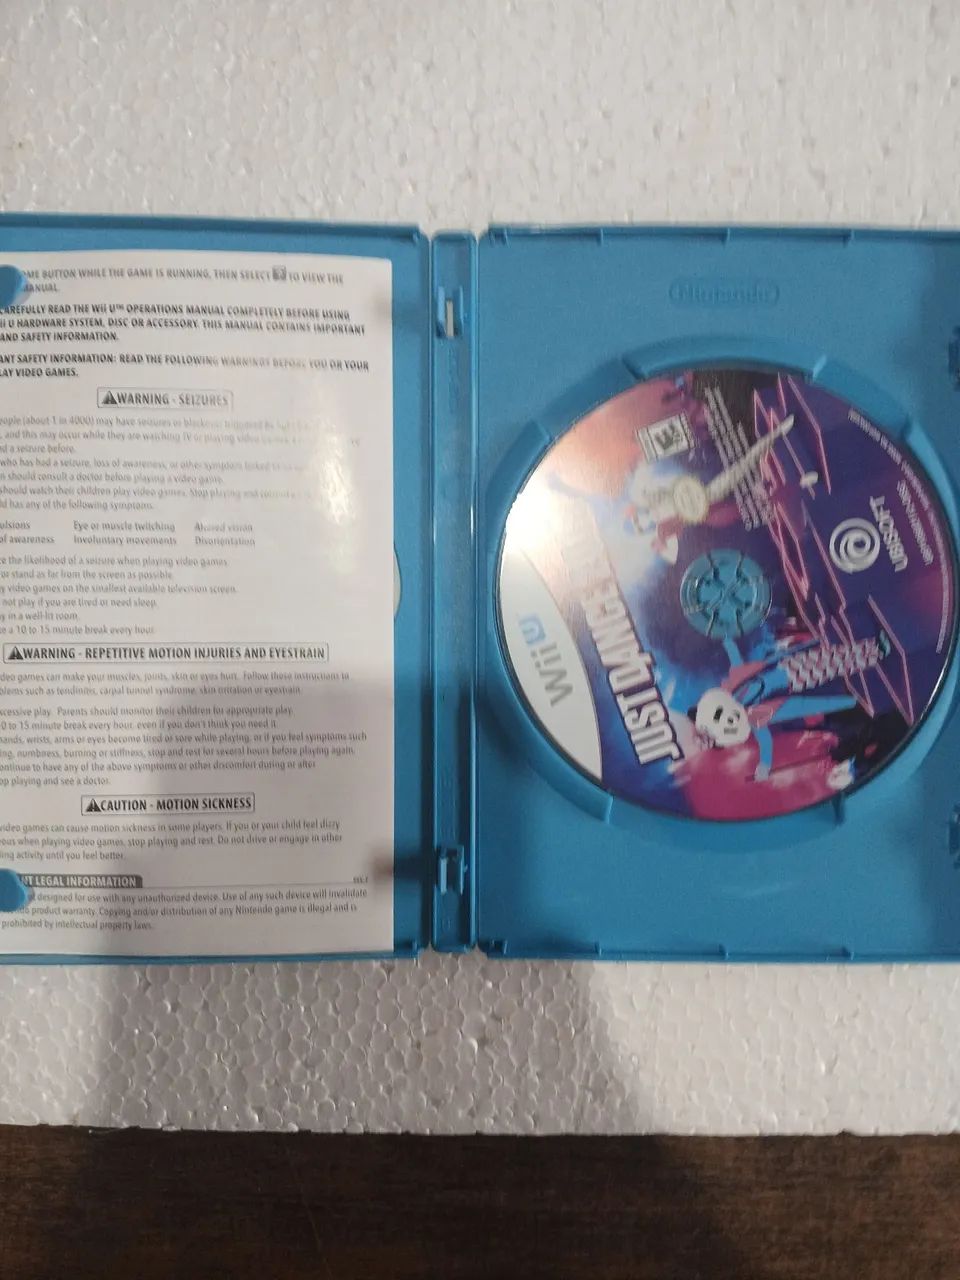 OME BUTTON WHILE THE GAME IS RUNNING, THEN SELECT TO VIEW THE
MANUAL.
CAREFULLY READ THE Wii U™ OPERATIONS MANUAL COMPLETELY BEFORE USING
U HARDWARE SYSTEM, DISC OR ACCESSORY. THIS MANUAL CONTAINS IMPORTANT
AND SAFETY INFORMATION.
ANT SAFETY INFORMATION: READ THE FOLLOWING WARNINGS BEFORE YOU OR YOUR
LAY VIDEO GAMES.
WARNING - SEIZURES
eople (about 1 in 4000) may have seizures or blackouts triggered by light
, and this may occur while they are watching TV or playing video games,
d a seizure before.
who has had a seizure, loss of awareness, or other symptom linked to
n should consult a doctor before playing a video game.
should watch their children play video games. Stop playing and consult
ld has any of the following symptoms:
ulsions Eye or muscle twitching Altered vision
of awareness Involuntary movements Disorientation
e the likelihood of a seizure when playing video games:
or stand as far from the screen as possible.
y video games on the smallest available television screen.
not play if you are tired or need sleep.
y in a well-lit room.
e a 10 to 15 minute break every hour.
WARNING - REPETITIVE MOTION INJURIES AND EYESTRAIN
deo games can make your muscles, joints, skin or eyes hurt. Follow these instructions to
blems such as tendinitis, carpal tunnel syndrome, skin irritation or eyestrain:
xcessive play. Parents should monitor their children for appropriate play.
0 to 15 minute break every hour, even if you don't think you need it.
hands, wrists, arms or eyes become tired or sore while playing, or if you feel symptoms such
ing, numbness, burning or stiffness, stop and rest for several hours before playing again.
continue to have any of the above symptoms or other discomfort during or after
op playing and see a doctor.
CAUTION - MOTION SICKNESS
video games can cause motion sickness in some players. If you or your child feel dizzy
eous when playing video games, stop playing and rest. Do not drive or engage in other
ing activity until you feel better.
NT LEGAL INFORMATION
designed for use with any unauthorized device. Use of any such device will invalidate
do product warranty. Copying and/or distribution of any Nintendo game is illegal and is
prohibited by intellectual property laws.
Nintendo
E
UBISOFT
JUST DANCE
Wii U